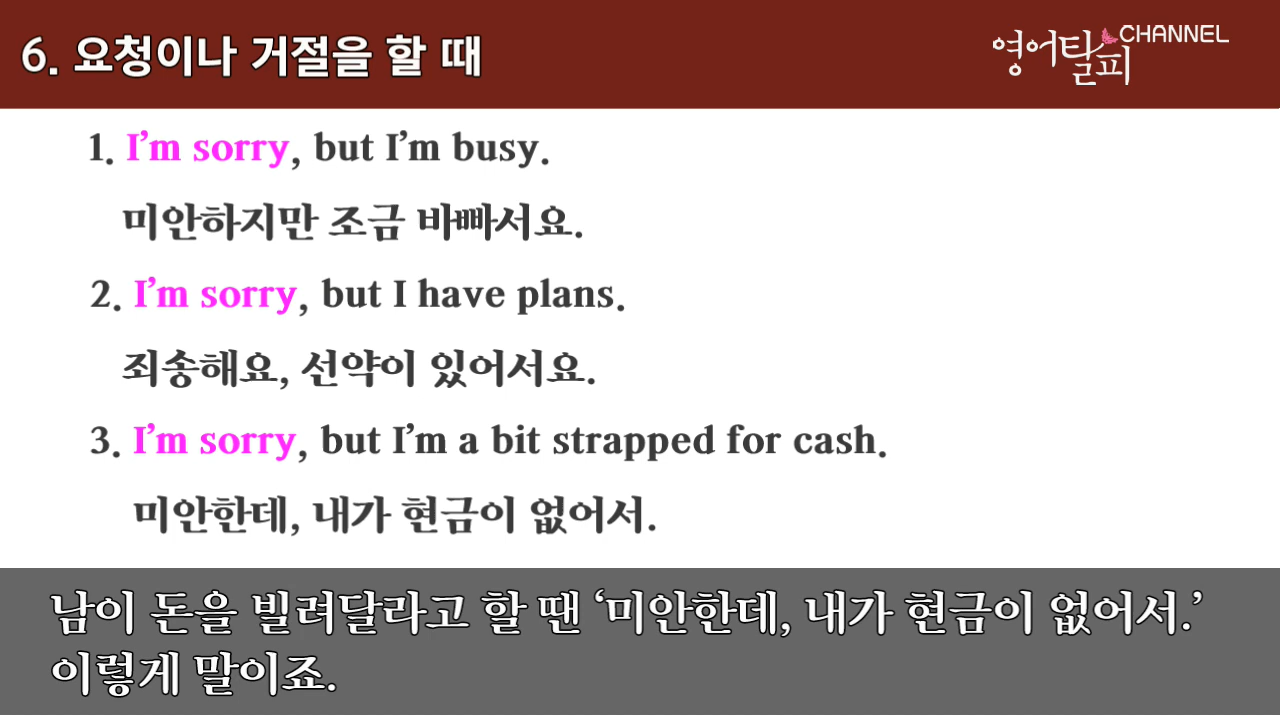 6. 요청이나 거절을 할 때
영어탈피 CHANNEL
1. I'm sorry, but I'm busy.
미안하지만 조금 바빠서요.
2. I'm sorry, but I have plans.
죄송해요, 선약이 있어서요.
3. I'm sorry, but I'm a bit strapped for cash.
미안한데, 내가 현금이 없어서.
남이 돈을 빌려달라고 할 땐 ‘미안한데, 내가 현금이 없어서.’
이렇게 말이죠.